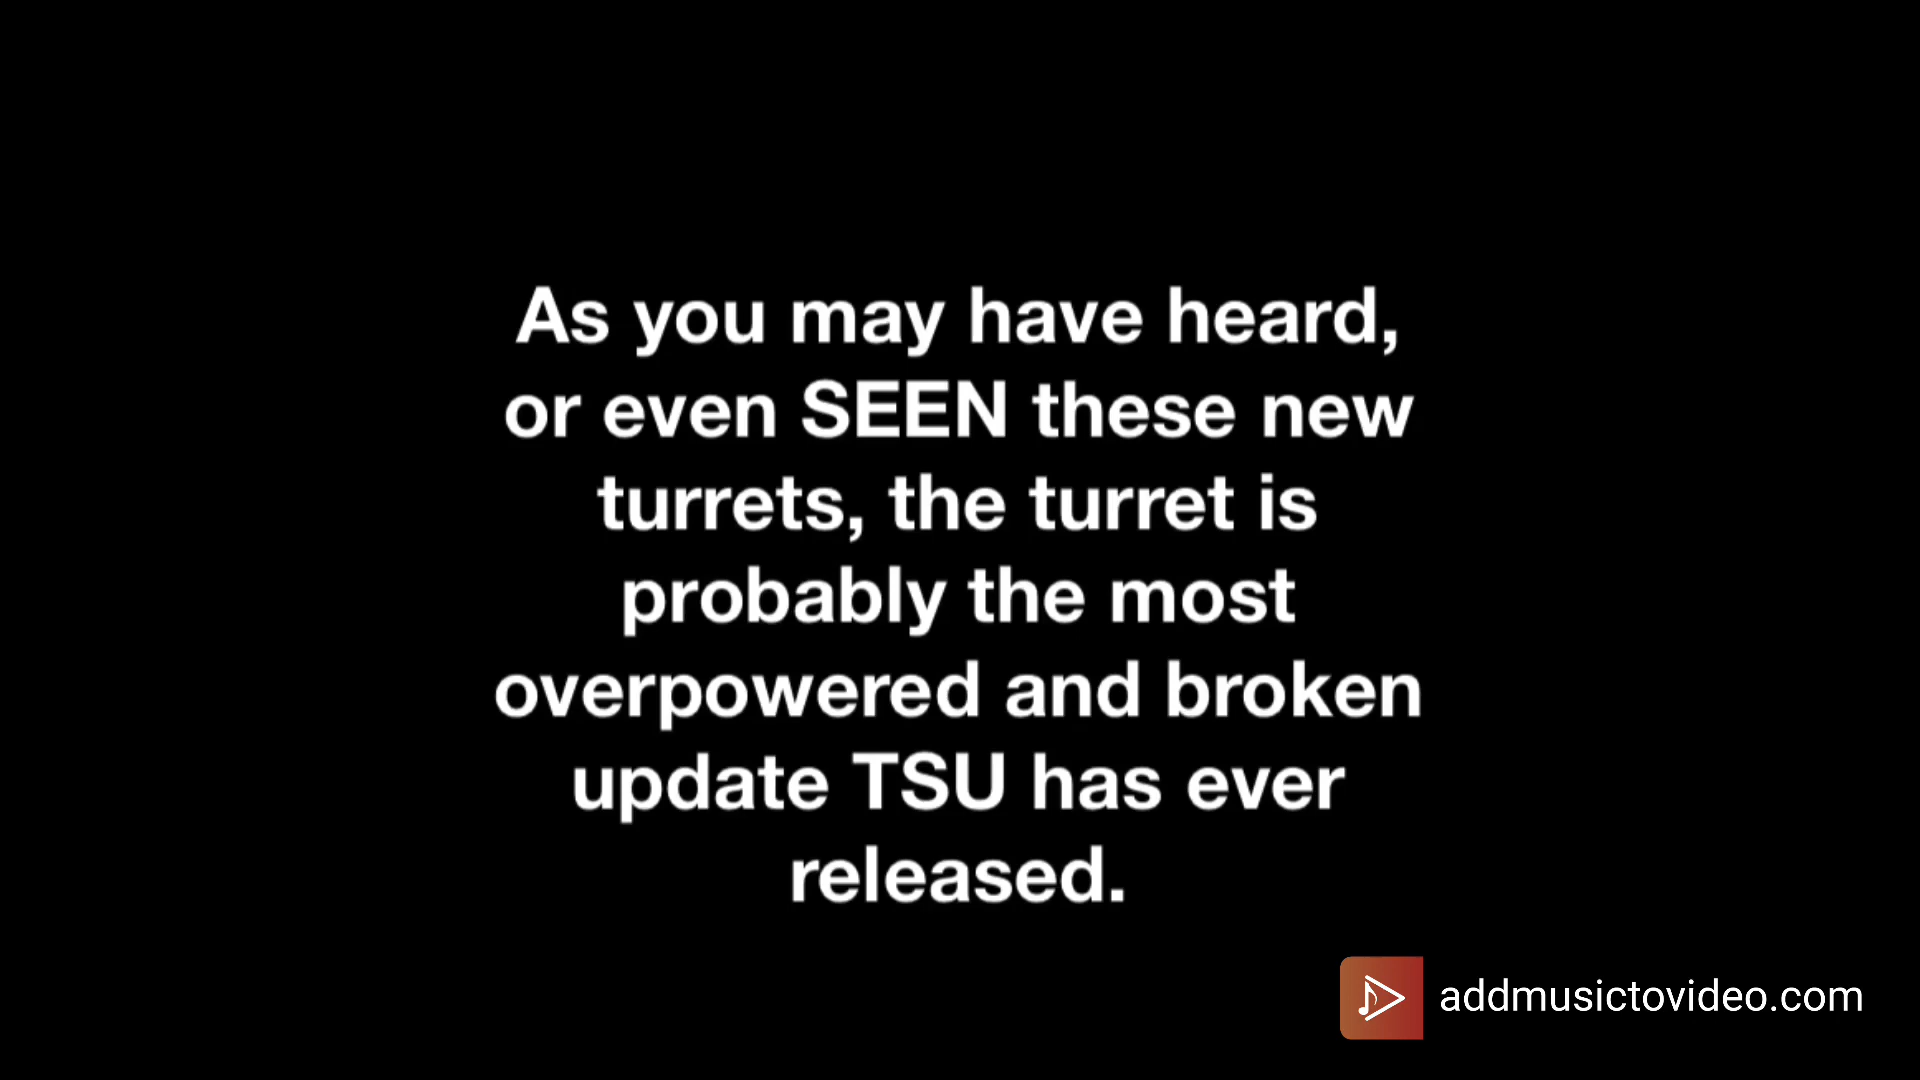 As you may have heard,
or even SEEN these new
turrets, the turret is
probably the most
overpowered and broken
update TSU has ever
released.
addmusictovideo.com